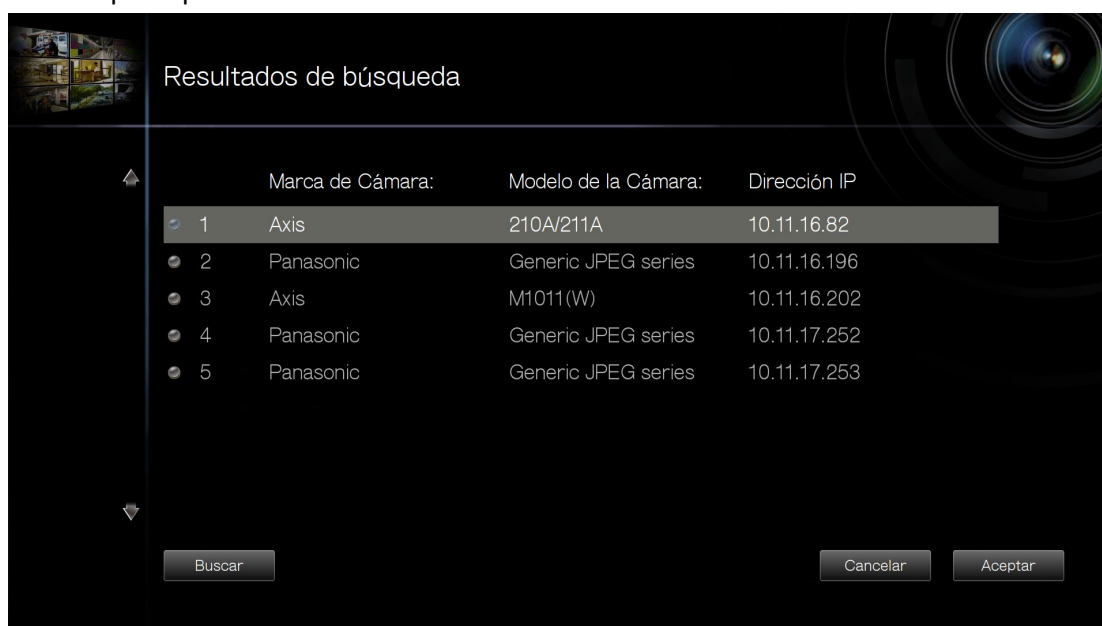 Resultados de búsqueda
Marca de Cámara: Modelo de la Cámara: Dirección IP
1 Axis 210A/211A 10.11.16.82
2 Panasonic Generic JPEG series 10.11.16.196
3 Axis M1011(W) 10.11.16.202
4 Panasonic Generic JPEG series 10.11.17.252
5 Panasonic Generic JPEG series 10.11.17.253
Buscar Cancelar Aceptar